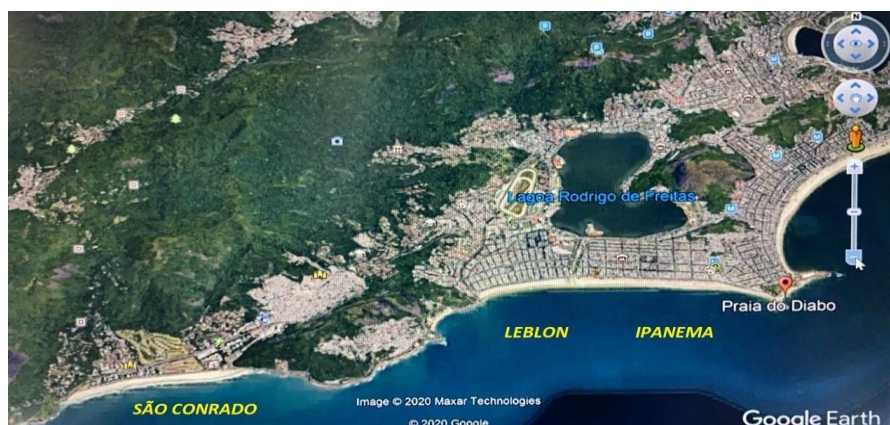 N
Lagoa Rodrigo de Freitas
Praia do Diabo
LEBLON
IPANEMA
SÃO CONRADO
Image © 2020 Maxar Technologies
© 2020 Google
Google Earth